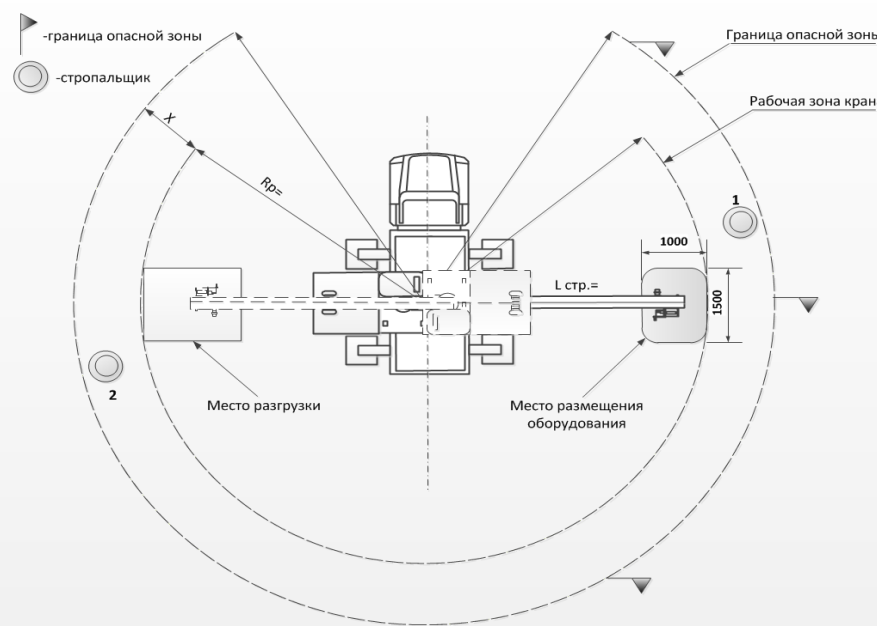 -граница опасной зоны
-стропальщик
Граница опасной зоны
Рабочая зона кран
X
Rр=
1
1000
L стр.=
1500
2
Место разгрузки
Место размещения
оборудования